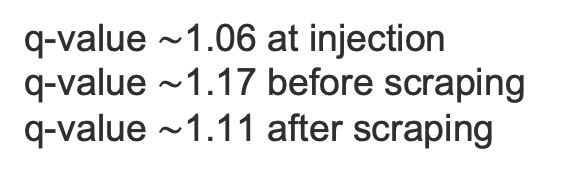 q-value ~1.06 at injection
q-value ~1.17 before scraping
q-value ~1.11 after scraping